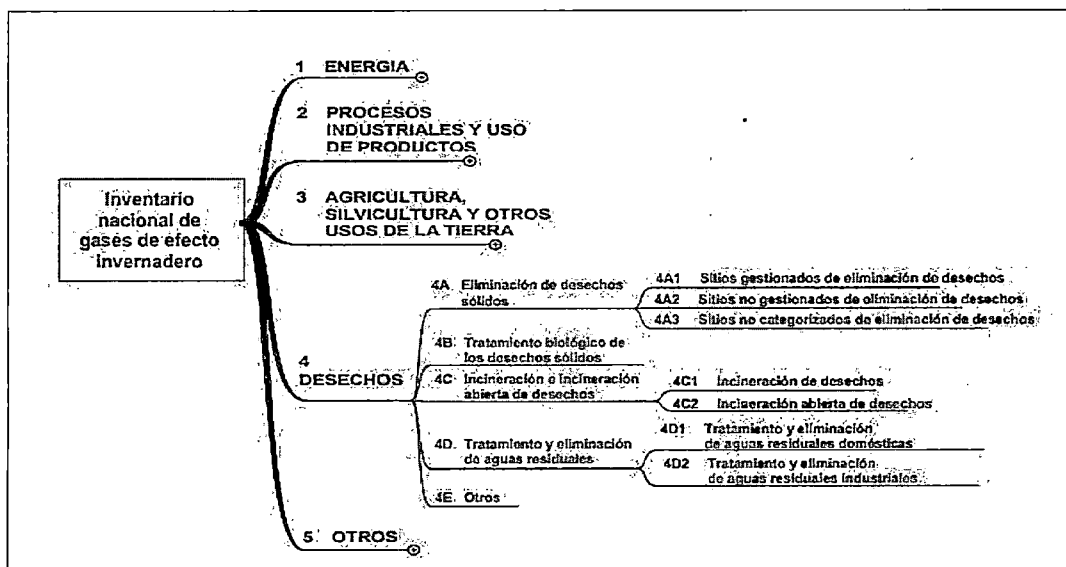 Inventario
nacional de
gases de efecto
invernadero
1 ENERGIA
2 PROCESOS
INDUSTRIALES Y USO
DE PRODUCTOS
3 AGRICULTURA,
SILVICULTURA Y OTROS
USOS DE LA TIERRA
4
DESECHOS
4A. Eliminación de desechos
sólidos
4A1 Sitios gestionados de eliminación de desechos
4A2 Sitios no gestionados de eliminación de desechos
4A3 Sitios no categorizados de eliminación de desechos
4B. Tratamiento biológico de
los desechos sólidos
4C Incineración e incineración
abierta de desechos
4C1 Incineración de desechos
4C2 Incineración abierta de desechos
4D. Tratamiento y eliminación
de aguas residuales
4D1 Tratamiento y eliminación
de aguas residuales domésticas
4D2 Tratamiento y eliminación
de aguas residuales industriales
4E. Otros
5. OTROS